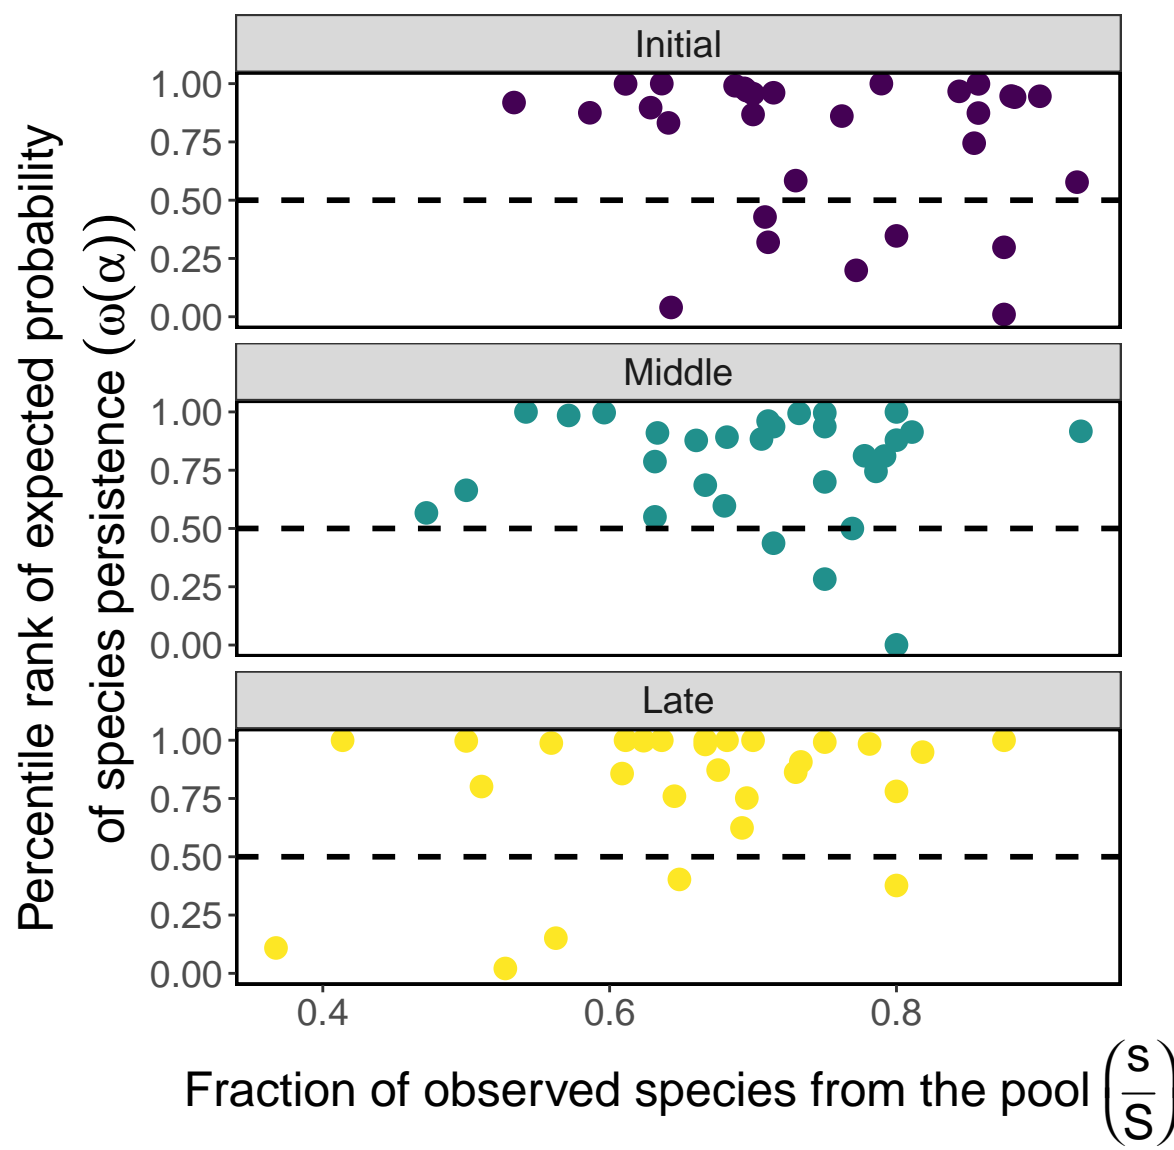 Initial
1.00
0.75
0.50
0.25
0.00
Middle
1.00
0.75
0.50
0.25
0.00
Late
1.00
0.75
0.50
0.25
0.00
0.4 0.6 0.8
Percentile rank of expected probability
of species persistence (ω(α))
Fraction of observed species from the pool (s/S)